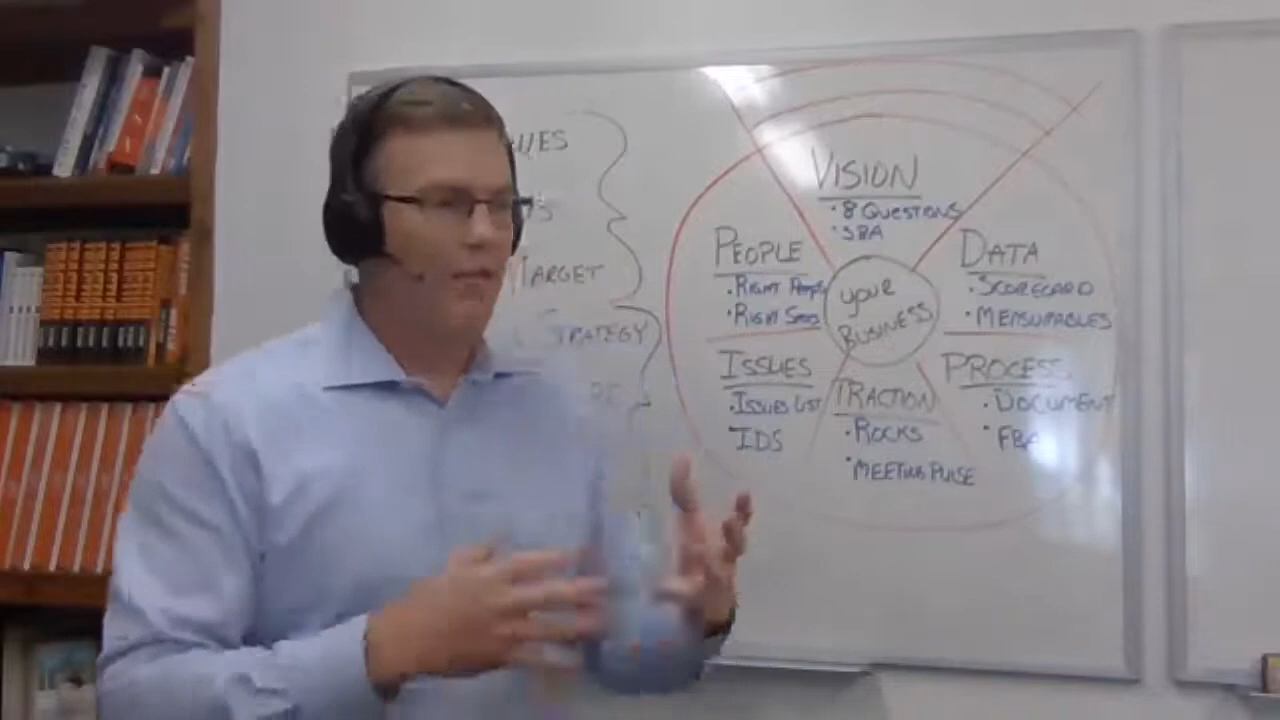 TARGET
STRATEGY
VISION
• 8 QUESTIONS
• SBA
PEOPLE
• RIGHT PEOPLE
• RIGHT SEATS
DATA
• SCORECARD
• MEASURABLES
YOUR
BUSINESS
ISSUES
• ISSUES LIST
IDS
TRACTION
• ROCKS
• MEETING PULSE
PROCESS
• DOCUMENT
• FBA